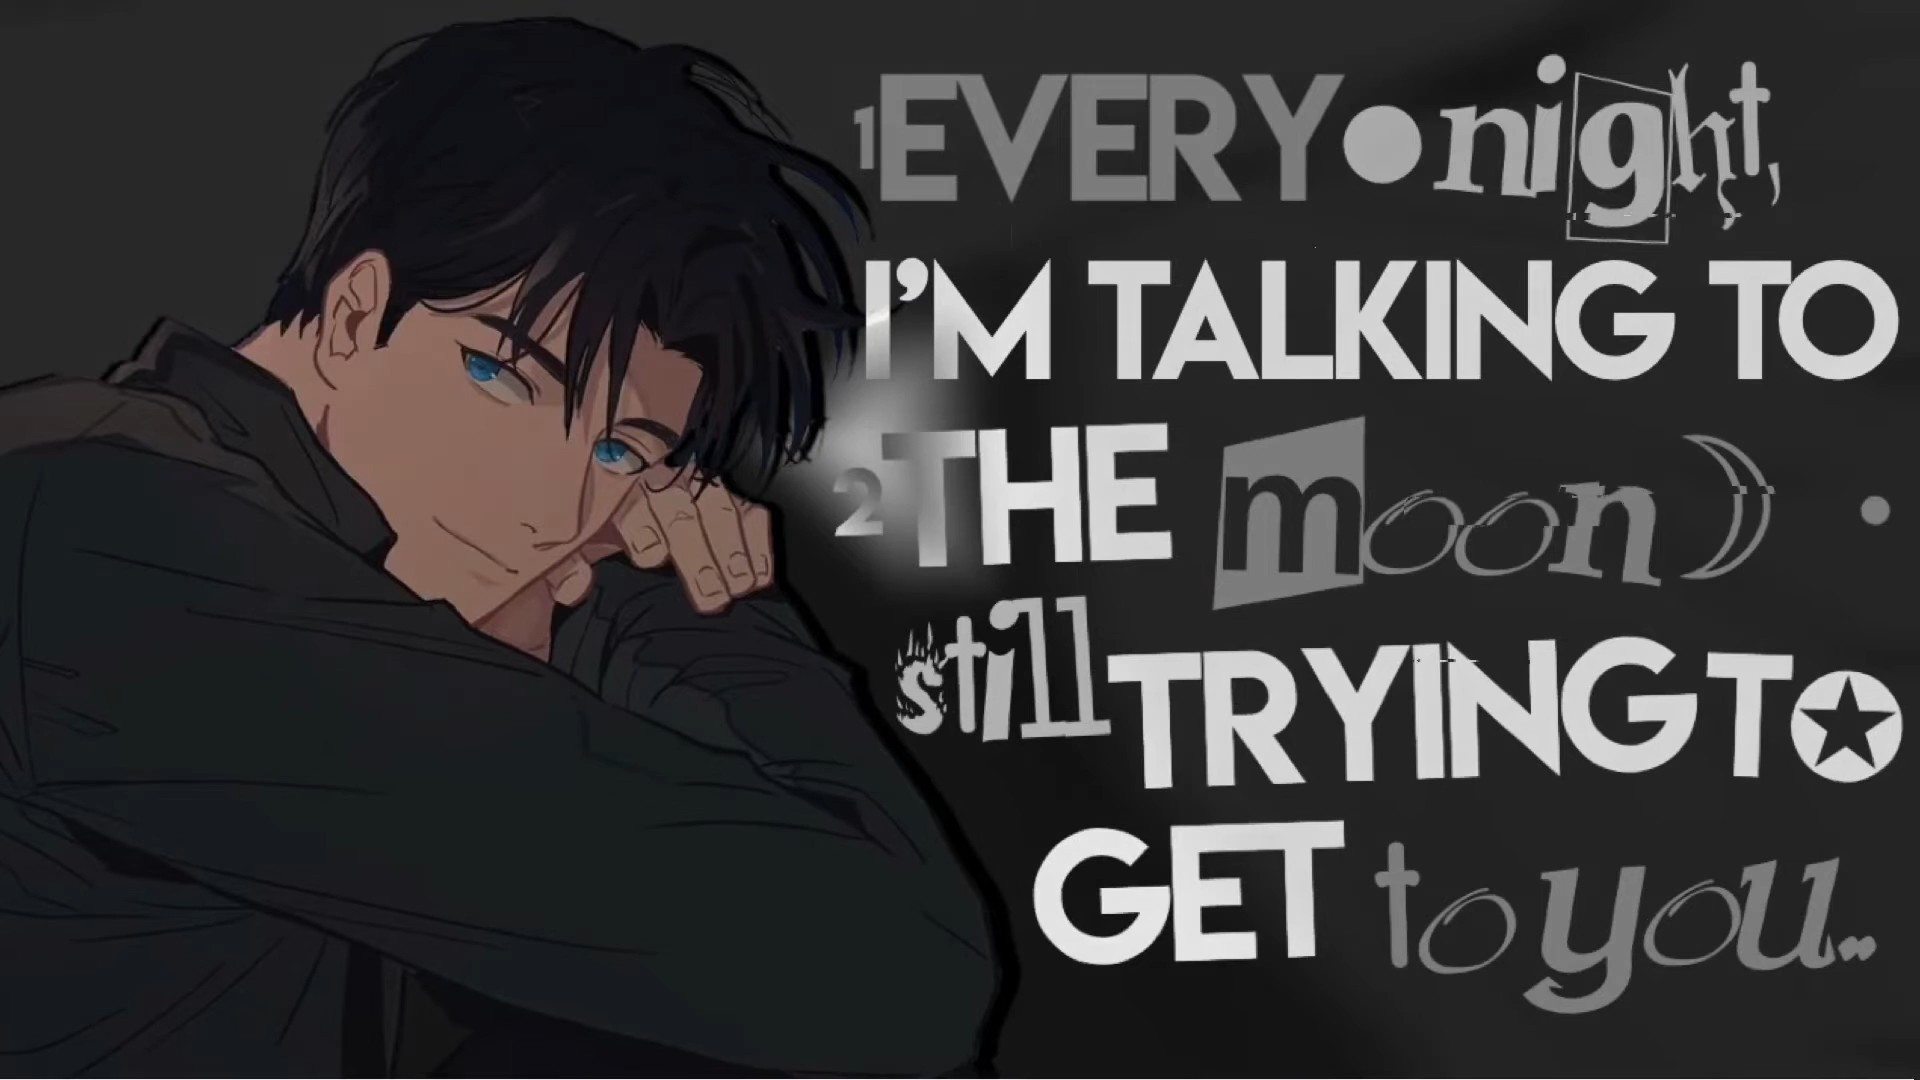 1EVERY night,
I'M TALKING TO
2THE moon
still TRYING TO
GET to you..